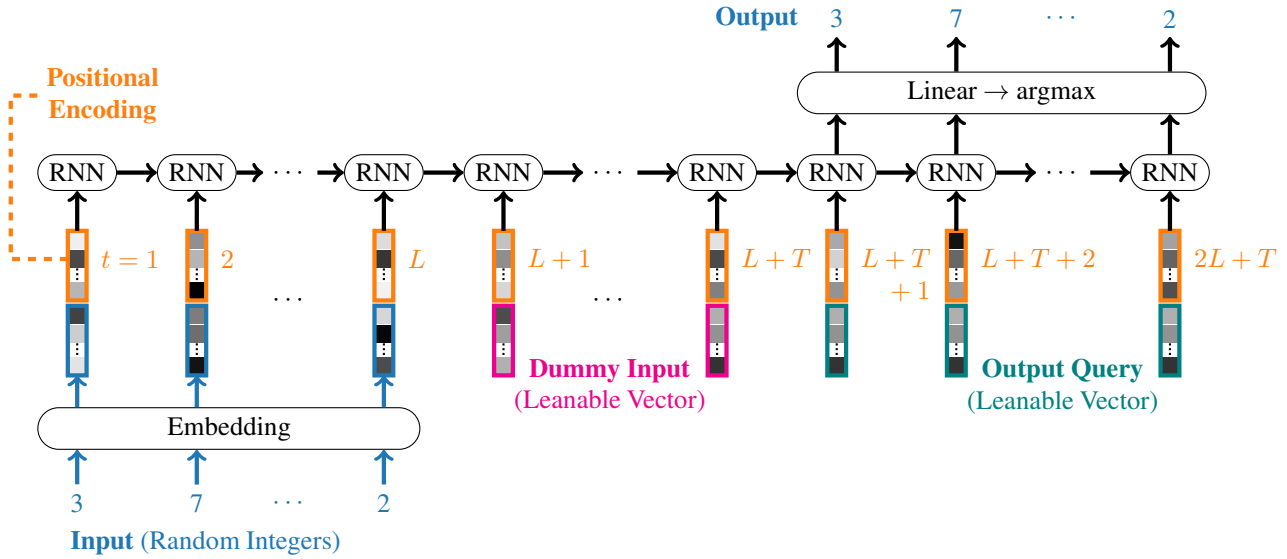 Output 3 7 ... 2
Positional
Encoding
Linear → argmax
RNN RNN ... RNN RNN ... RNN RNN RNN ... RNN
t = 1 2 L L + 1 L + T L + T L + T + 2 2L + T
+ 1
... ...
Dummy Input Output Query
(Leanable Vector) (Leanable Vector)
Embedding
3 7 ... 2
Input (Random Integers)